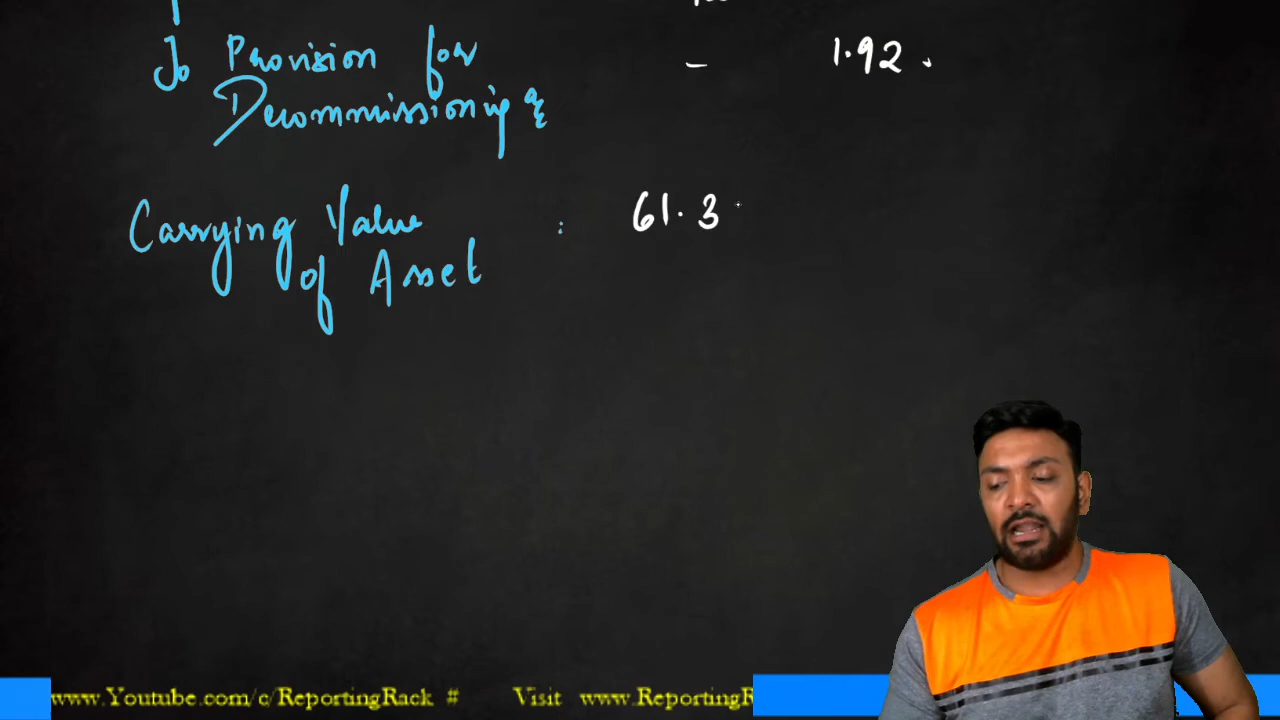 To Provision for - 1.92.
Decommissioning &
Carrying Value : 61.3
of Asset
www.Youtube.com/c/ReportingRack # Visit www.ReportingR